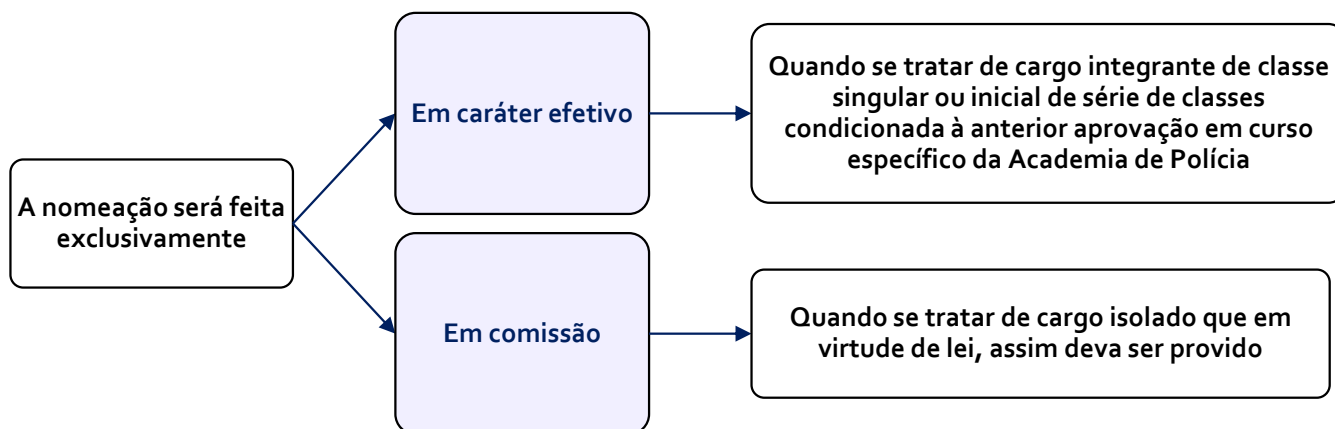 A nomeação será feita
exclusivamente
Em caráter efetivo
Quando se tratar de cargo integrante de classe
singular ou inicial de série de classes
condicionada à anterior aprovação em curso
específico da Academia de Polícia
Em comissão
Quando se tratar de cargo isolado que em
virtude de lei, assim deva ser provido